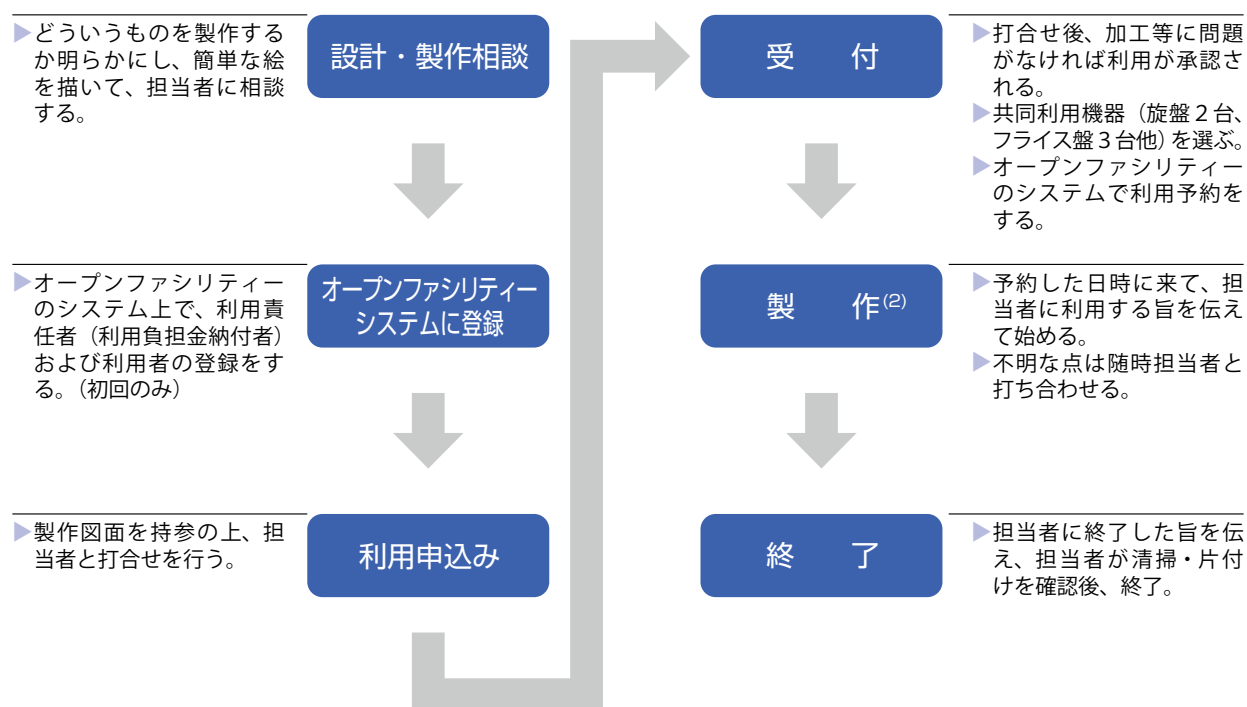 ▶どういうものを製作する
か明らかにし、簡単な絵
を描いて、担当者に相談
する。
設計・製作相談
▶オープンファシリティー
のシステム上で、利用責
任者（利用負担金納付者）
および利用者の登録をす
る。（初回のみ）
オープンファシリティー
システムに登録
▶製作図面を持参の上、担
当者と打合せを行う。
利用申込み
受　付
▶打合せ後、加工等に問題
がなければ利用が承認さ
れる。
▶共同利用機器（旋盤２台、
フライス盤３台他）を選ぶ。
▶オープンファシリティー
のシステムで利用予約を
する。
製　作(2)
▶予約した日時に来て、担
当者に利用する旨を伝え
て始める。
▶不明な点は随時担当者と
打ち合わせる。
終　了
▶担当者に終了した旨を伝
え、担当者が清掃・片付
けを確認後、終了。